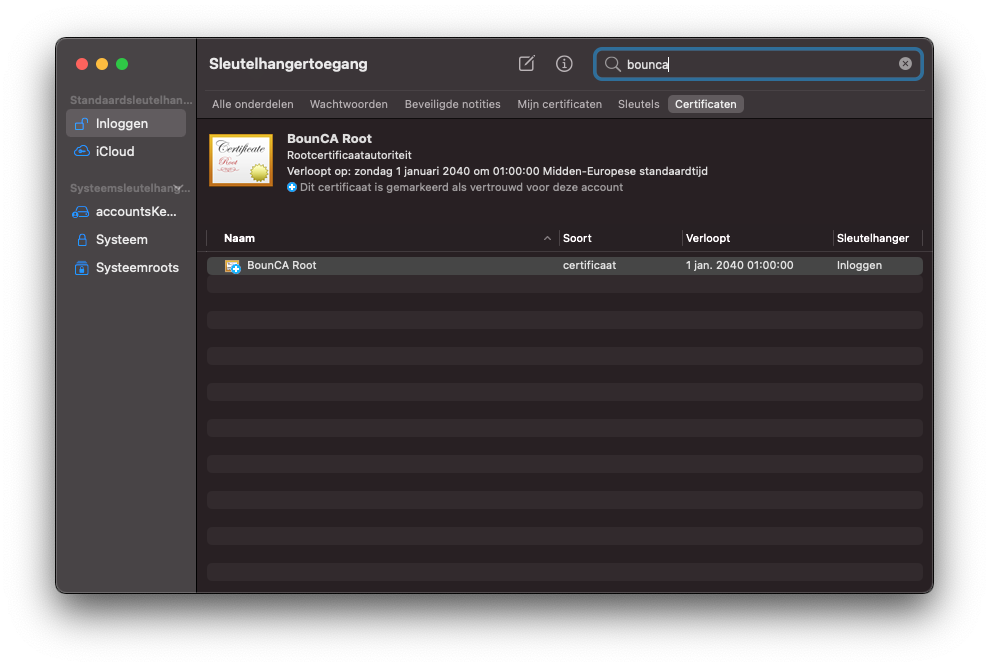 Sleutelhangertoegang
bounca
Standaardsleutelhan...
Inloggen
iCloud
Systeemsleutelhang...
accountsKe...
Systeem
Systeemroots
Alle onderdelen Wachtwoorden Beveiligde notities Mijn certificaten Sleutels Certificaten
Certificate
Root
BounCA Root
Rootcertificaatautoriteit
Verloopt op: zondag 1 januari 2040 om 01:00:00 Midden-Europese standaardtijd
Dit certificaat is gemarkeerd als vertrouwd voor deze account
Naam Soort Verloopt Sleutelhanger
BounCA Root certificaat 1 jan. 2040 01:00:00 Inloggen